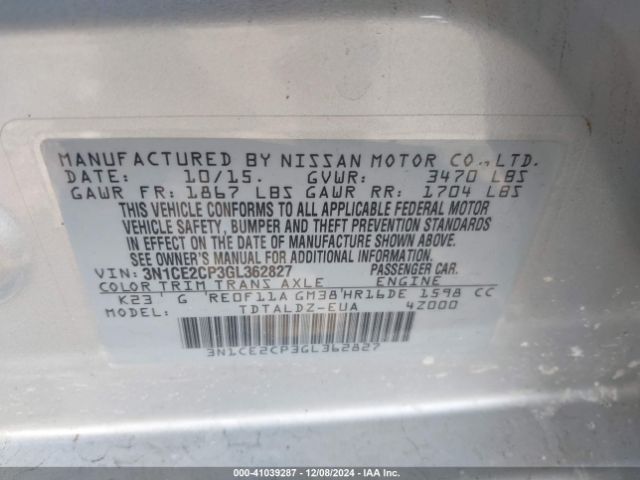 MANUFACTURED BY NISSAN MOTOR CO., LTD.
DATE: 10/15. GVWR: 3470 LBS
GAWR FR: 1867 LBS GAWR RR: 1704 LBS
THIS VEHICLE CONFORMS TO ALL APPLICABLE FEDERAL MOTOR
VEHICLE SAFETY, BUMPER AND THEFT PREVENTION STANDARDS
IN EFFECT ON THE DATE OF MANUFACTURE SHOWN ABOVE.
SEE OWNER'S MANUAL FOR ADDITIONAL INFORMATION.
VIN: 3N1CE2CP3GL362827 PASSENGER CAR.
COLOR TRIM TRANS AXLE ENGINE
K23 G RE0F11A GM38 HR16DE 1598 CC
MODEL: TDTALDZ-EUA 4Z000
3N1CE2CP3GL362827
000-41039287 - 12/08/2024 - IAA Inc.